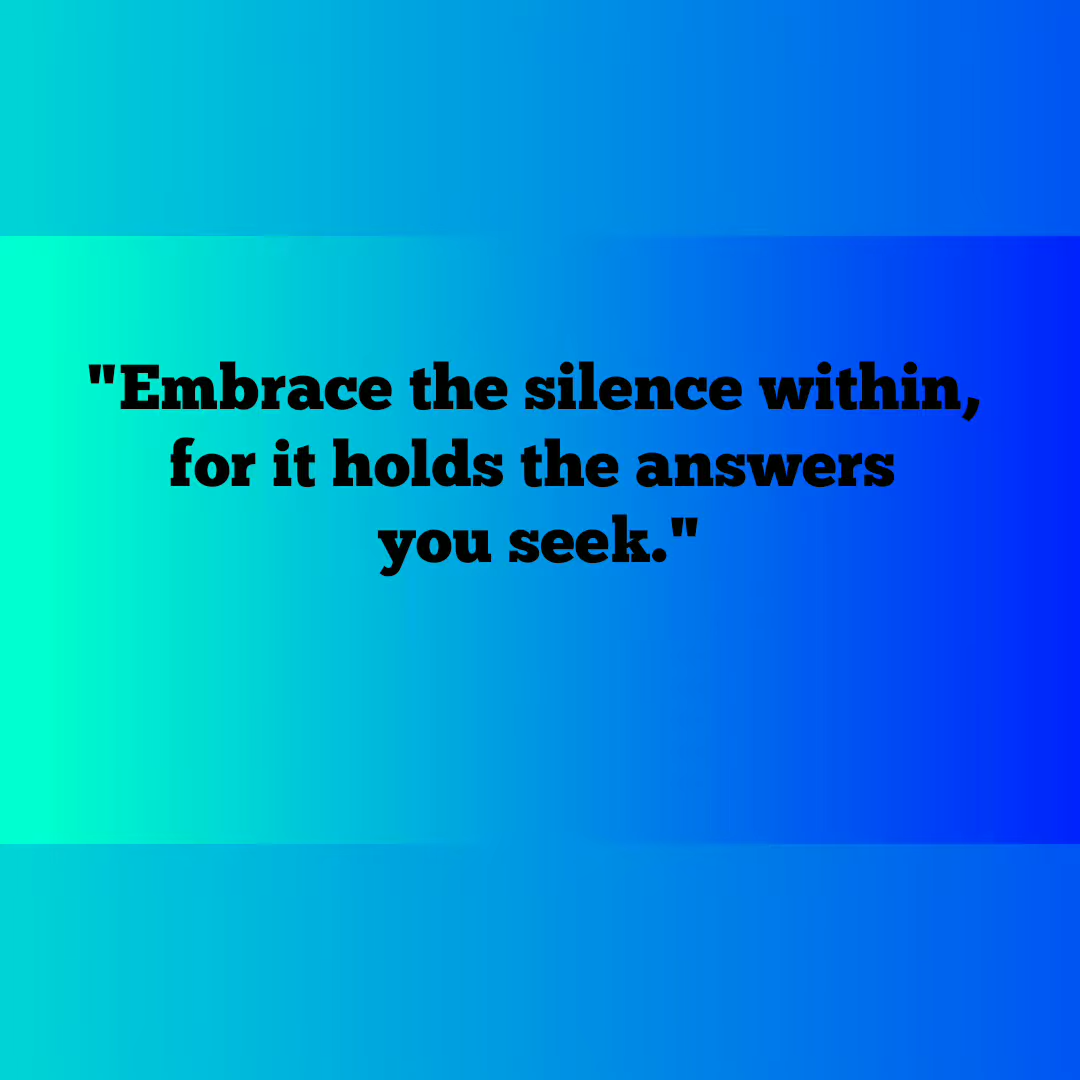 "Embrace the silence within,
for it holds the answers
you seek."